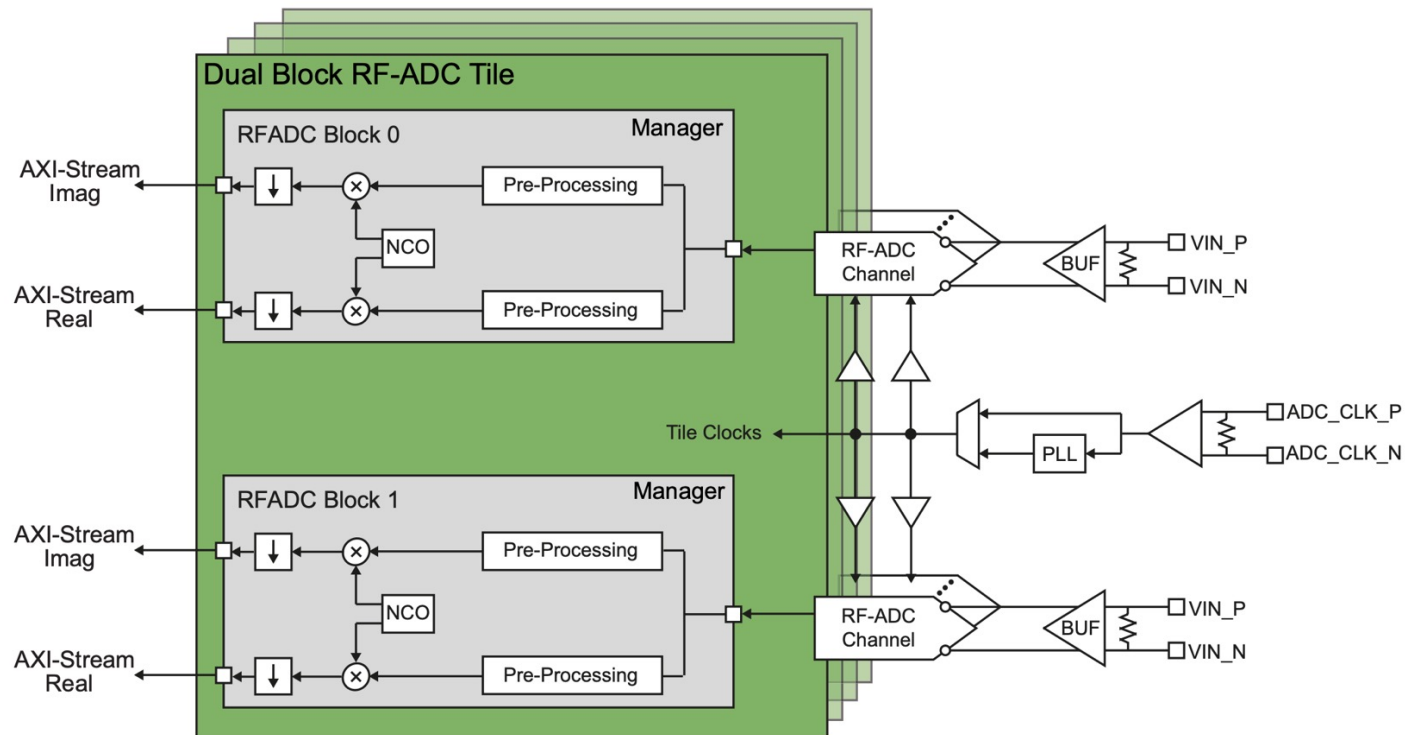 Dual Block RF-ADC Tile
RFADC Block 0
Manager
AXI-Stream
Imag
Pre-Processing
NCO
AXI-Stream
Real
Pre-Processing
RF-ADC
Channel
BUF
VIN_P
VIN_N
Tile Clocks
PLL
ADC_CLK_P
ADC_CLK_N
RFADC Block 1
Manager
AXI-Stream
Imag
Pre-Processing
NCO
AXI-Stream
Real
Pre-Processing
RF-ADC
Channel
BUF
VIN_P
VIN_N